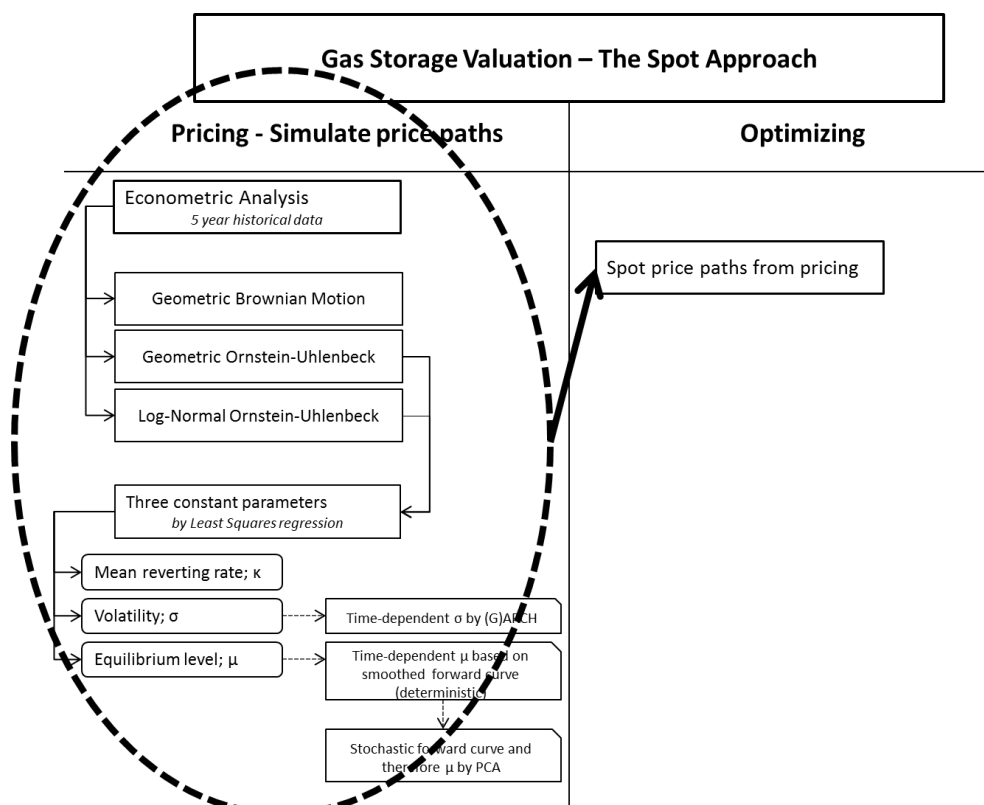 Gas Storage Valuation – The Spot Approach
Pricing - Simulate price paths
Optimizing
Econometric Analysis
5 year historical data
Geometric Brownian Motion
Geometric Ornstein-Uhlenbeck
Log-Normal Ornstein-Uhlenbeck
Spot price paths from pricing
Three constant parameters
by Least Squares regression
Mean reverting rate; κ
Volatility; σ
Time-dependent σ by (G)ARCH
Equilibrium level; μ
Time-dependent μ based on
smoothed forward curve
(deterministic)
Stochastic forward curve and
therefore μ by PCA